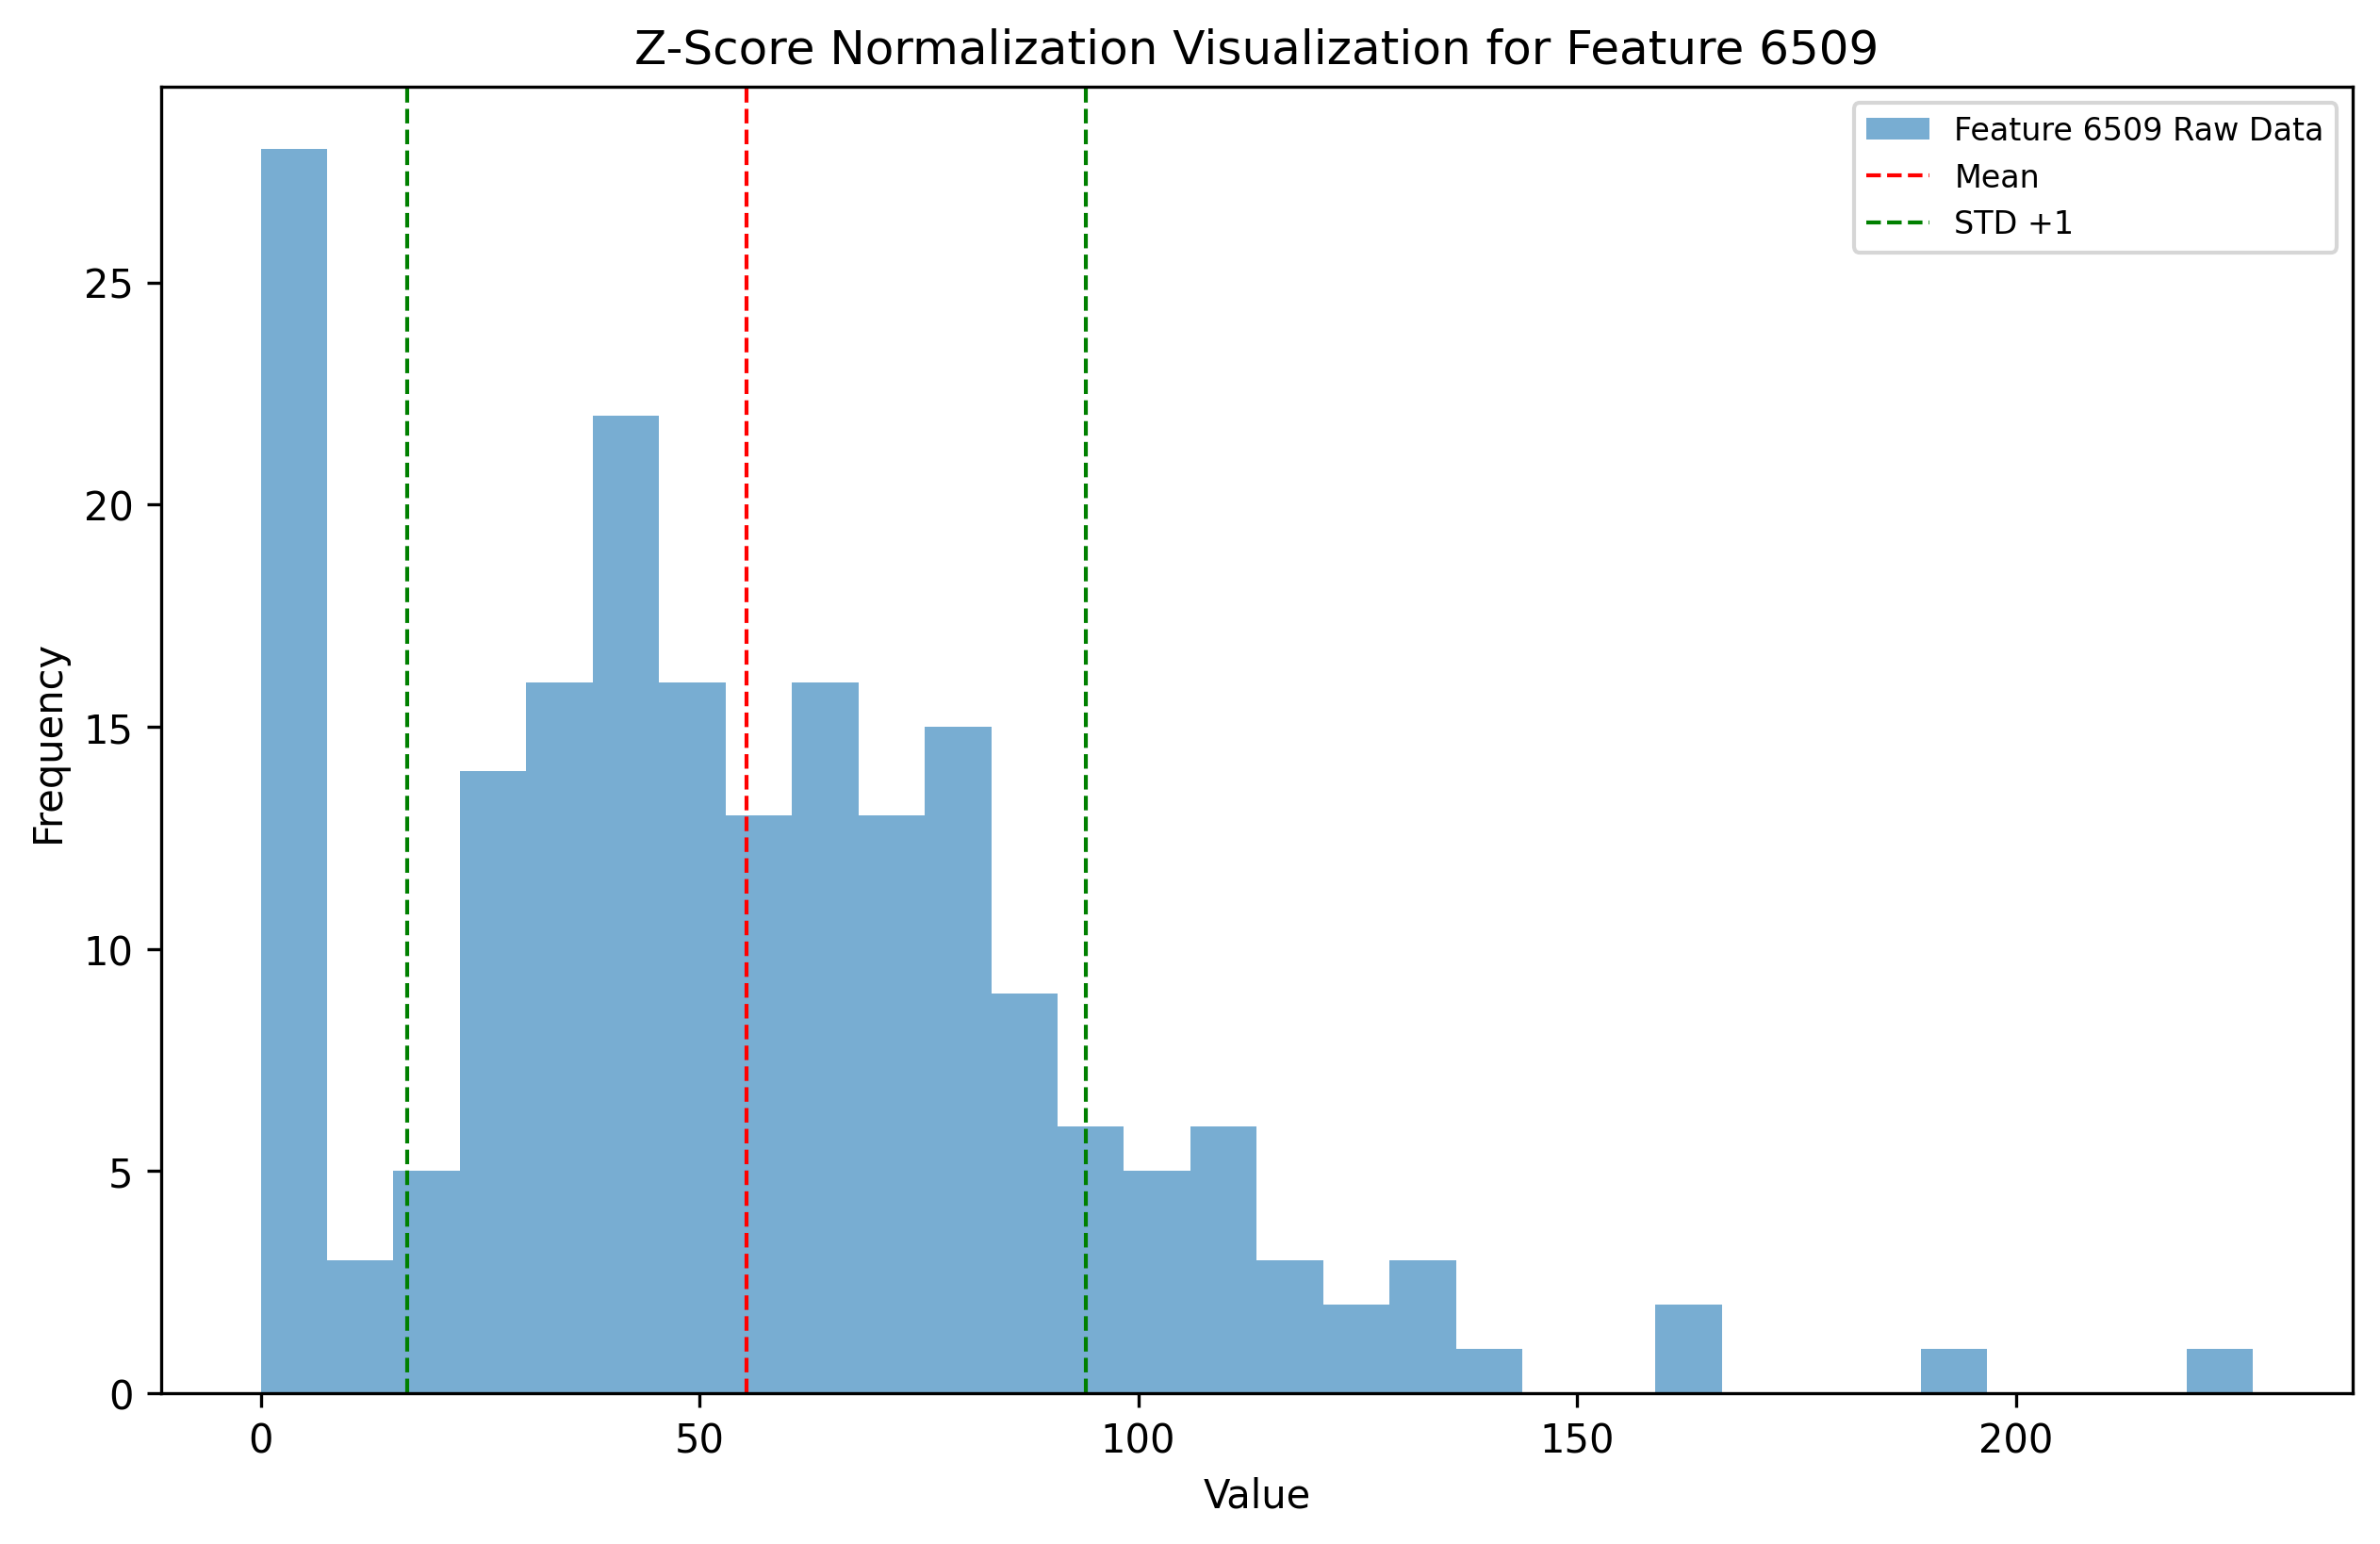 Z-Score Normalization Visualization for Feature 6509
Feature 6509 Raw Data
Mean
STD +1
Frequency
25
20
15
10
5
0
0 50 100 150 200
Value